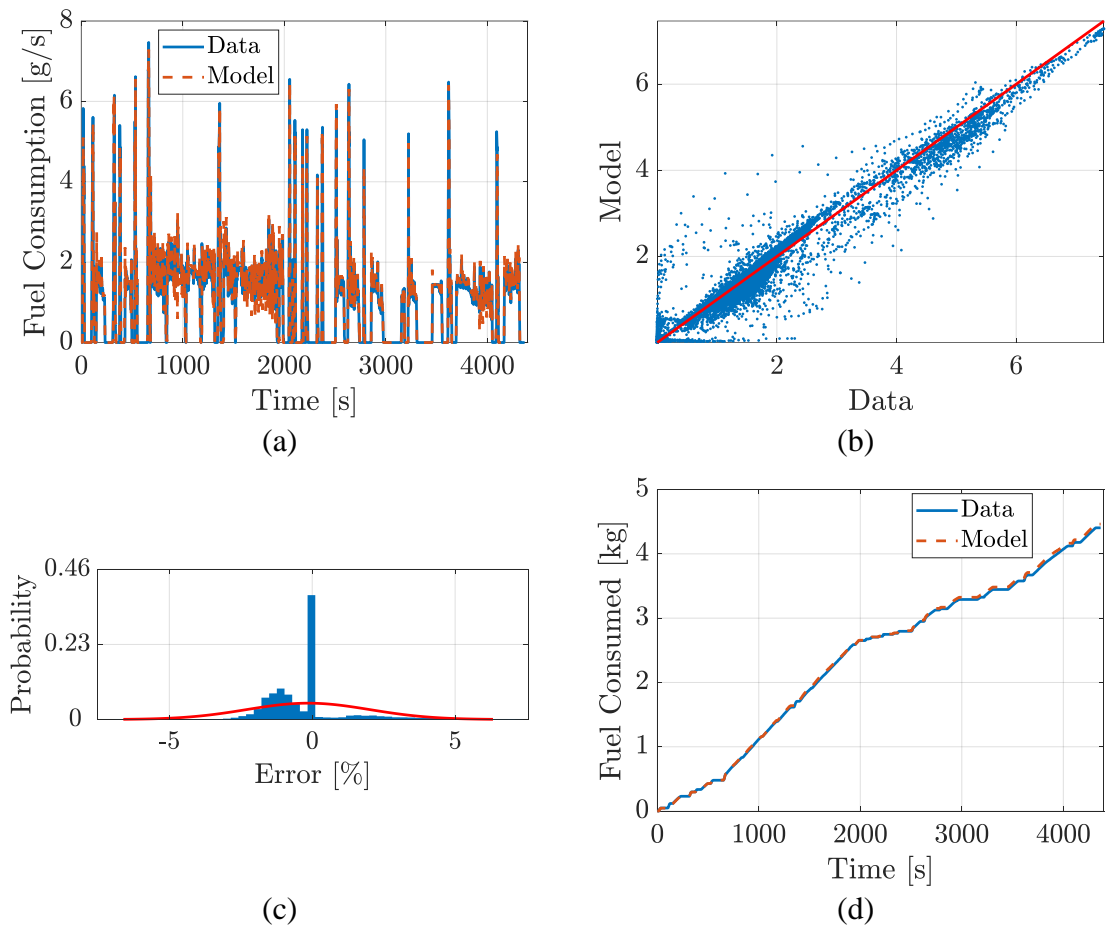 Fuel Consumption [g/s]
8
6
4
2
0
Data
Model
0 1000 2000 3000 4000
Time [s]
(a)
Model
6
4
2
2 4 6
Data
(b)
Probability
0.46
0.23
0
-5 0 5
Error [%]
(c)
Fuel Consumed [kg]
5
4
3
2
1
0
Data
Model
0 1000 2000 3000 4000
Time [s]
(d)